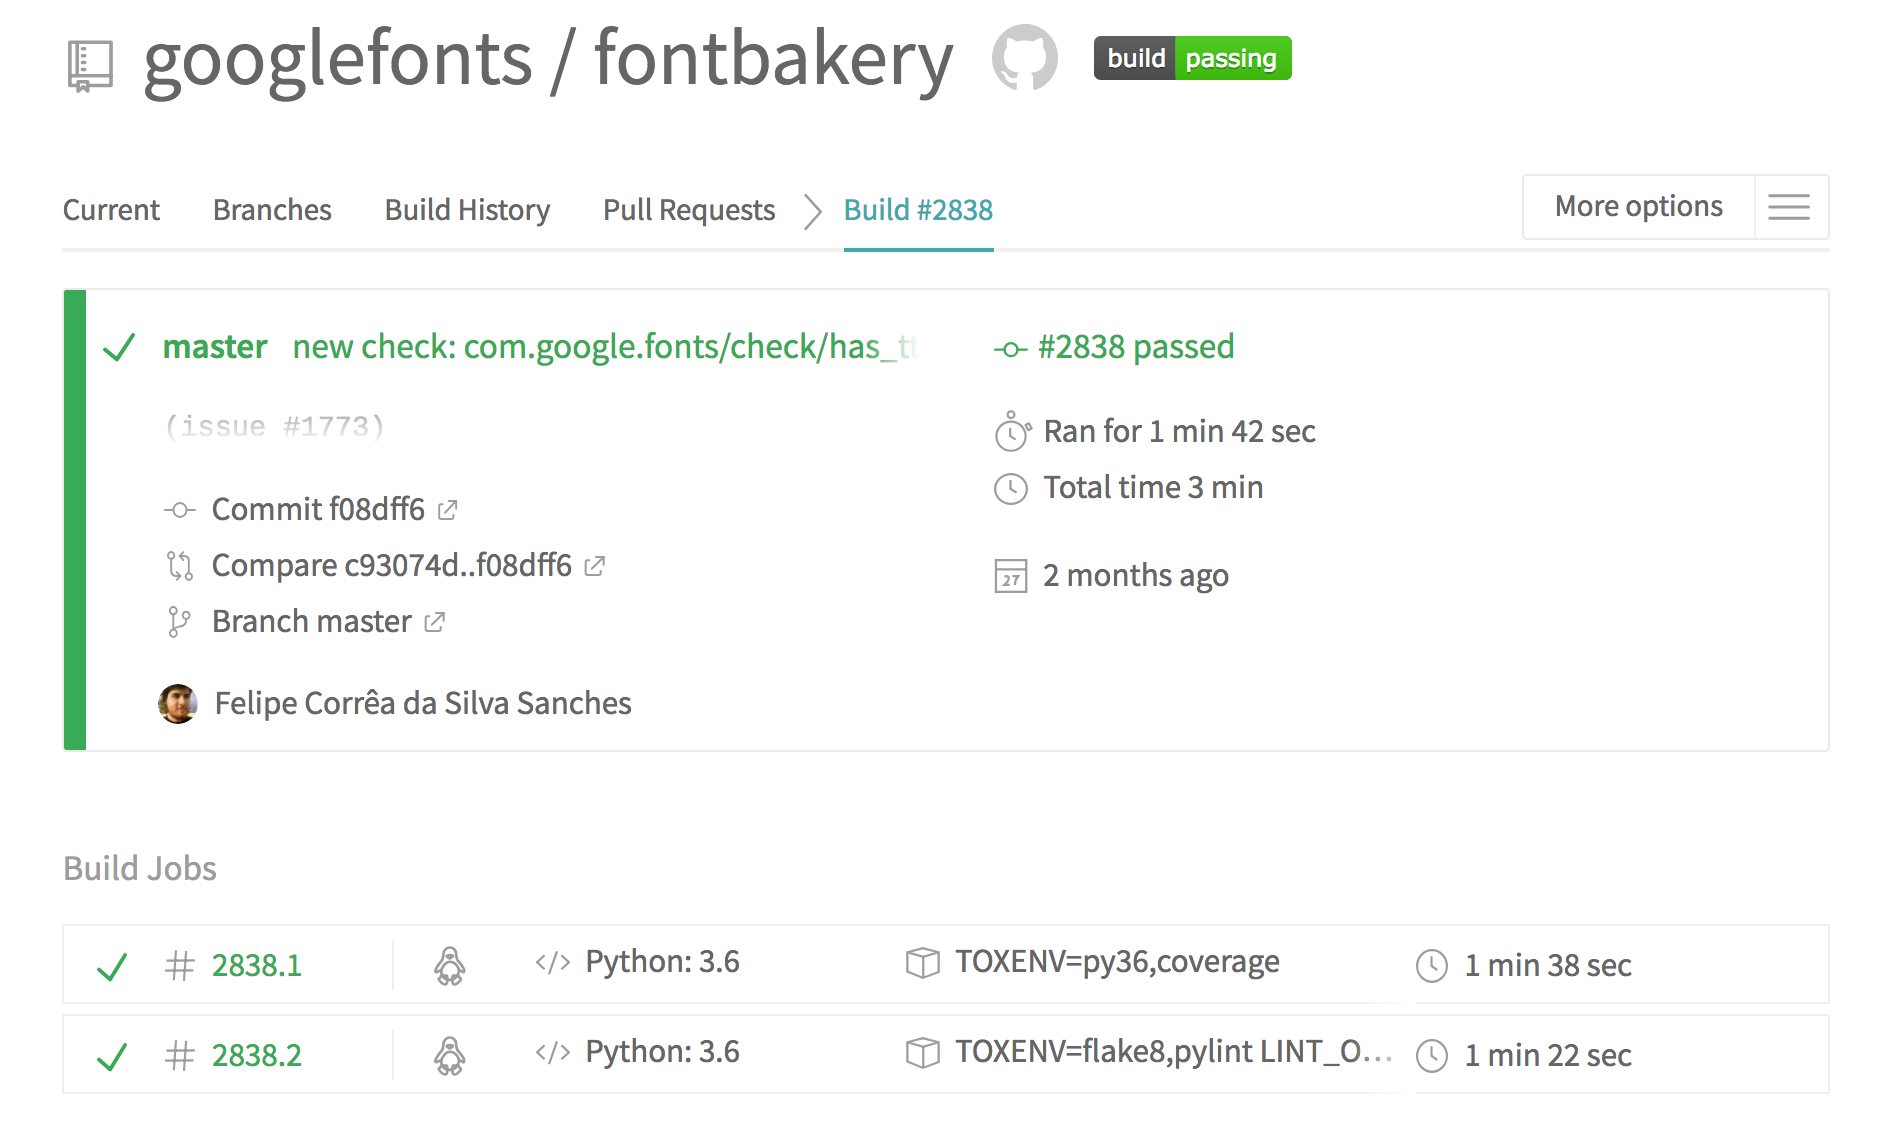 googlefonts / fontbakery
build passing
Current Branches Build History Pull Requests Build #2838 More options
master new check: com.google.fonts/check/has_
(issue #1773)
Commit f08dff6
Compare c93074d..f08dff6
Branch master
Felipe Corrêa da Silva Sanches
#2838 passed
Ran for 1 min 42 sec
Total time 3 min
27 2 months ago
Build Jobs
# 2838.1 </> Python: 3.6 TOXENV=py36,coverage 1 min 38 sec
# 2838.2 </> Python: 3.6 TOXENV=flake8,pylint LINT_O... 1 min 22 sec